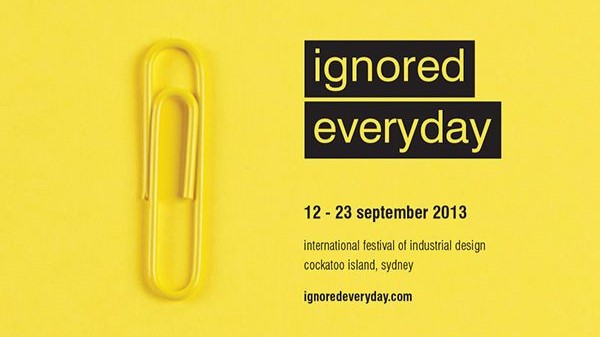 ignored
everyday
12 - 23 september 2013
international festival of industrial design
cockatoo island, sydney
ignoredeveryday.com